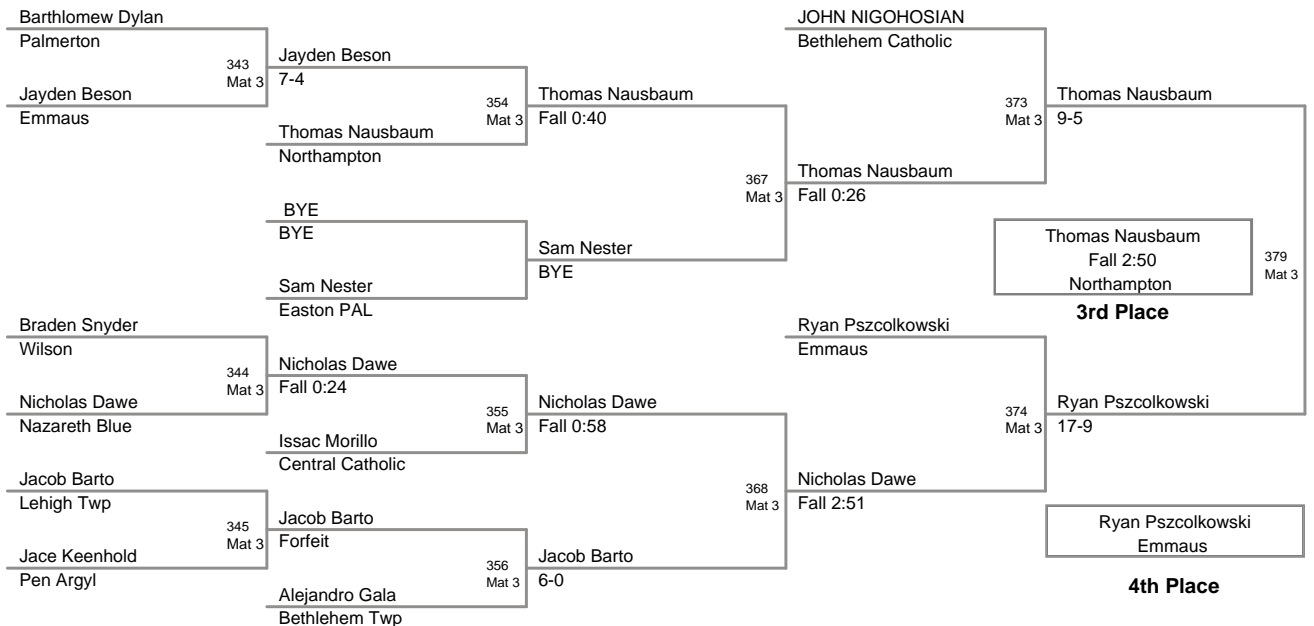 Barthlomew Dylan
Palmerton
343
Mat 3
Jayden Beson
Emmaus
Jayden Beson
7-4
354
Mat 3
Thomas Nausbaum
Northampton
Thomas Nausbaum
Fall 0:40
BYE
BYE
Sam Nester
Easton PAL
Sam Nester
BYE
367
Mat 3
Thomas Nausbaum
Fall 0:26
JOHN NIGOHOSIAN
Bethlehem Catholic
373
Mat 3
Thomas Nausbaum
9-5
Thomas Nausbaum
Fall 2:50
Northampton
3rd Place
379
Mat 3
Braden Snyder
Wilson
344
Mat 3
Nicholas Dawe
Nazareth Blue
Nicholas Dawe
Fall 0:24
355
Mat 3
Issac Morillo
Central Catholic
Nicholas Dawe
Fall 0:58
Jacob Barto
Lehigh Twp
345
Mat 3
Jace Keenhold
Pen Argyl
Jacob Barto
Forfeit
356
Mat 3
Alejandro Gala
Bethlehem Twp
Jacob Barto
6-0
368
Mat 3
Nicholas Dawe
Fall 2:51
Ryan Pszcolkowski
Emmaus
374
Mat 3
Ryan Pszcolkowski
17-9
Ryan Pszcolkowski
Emmaus
4th Place